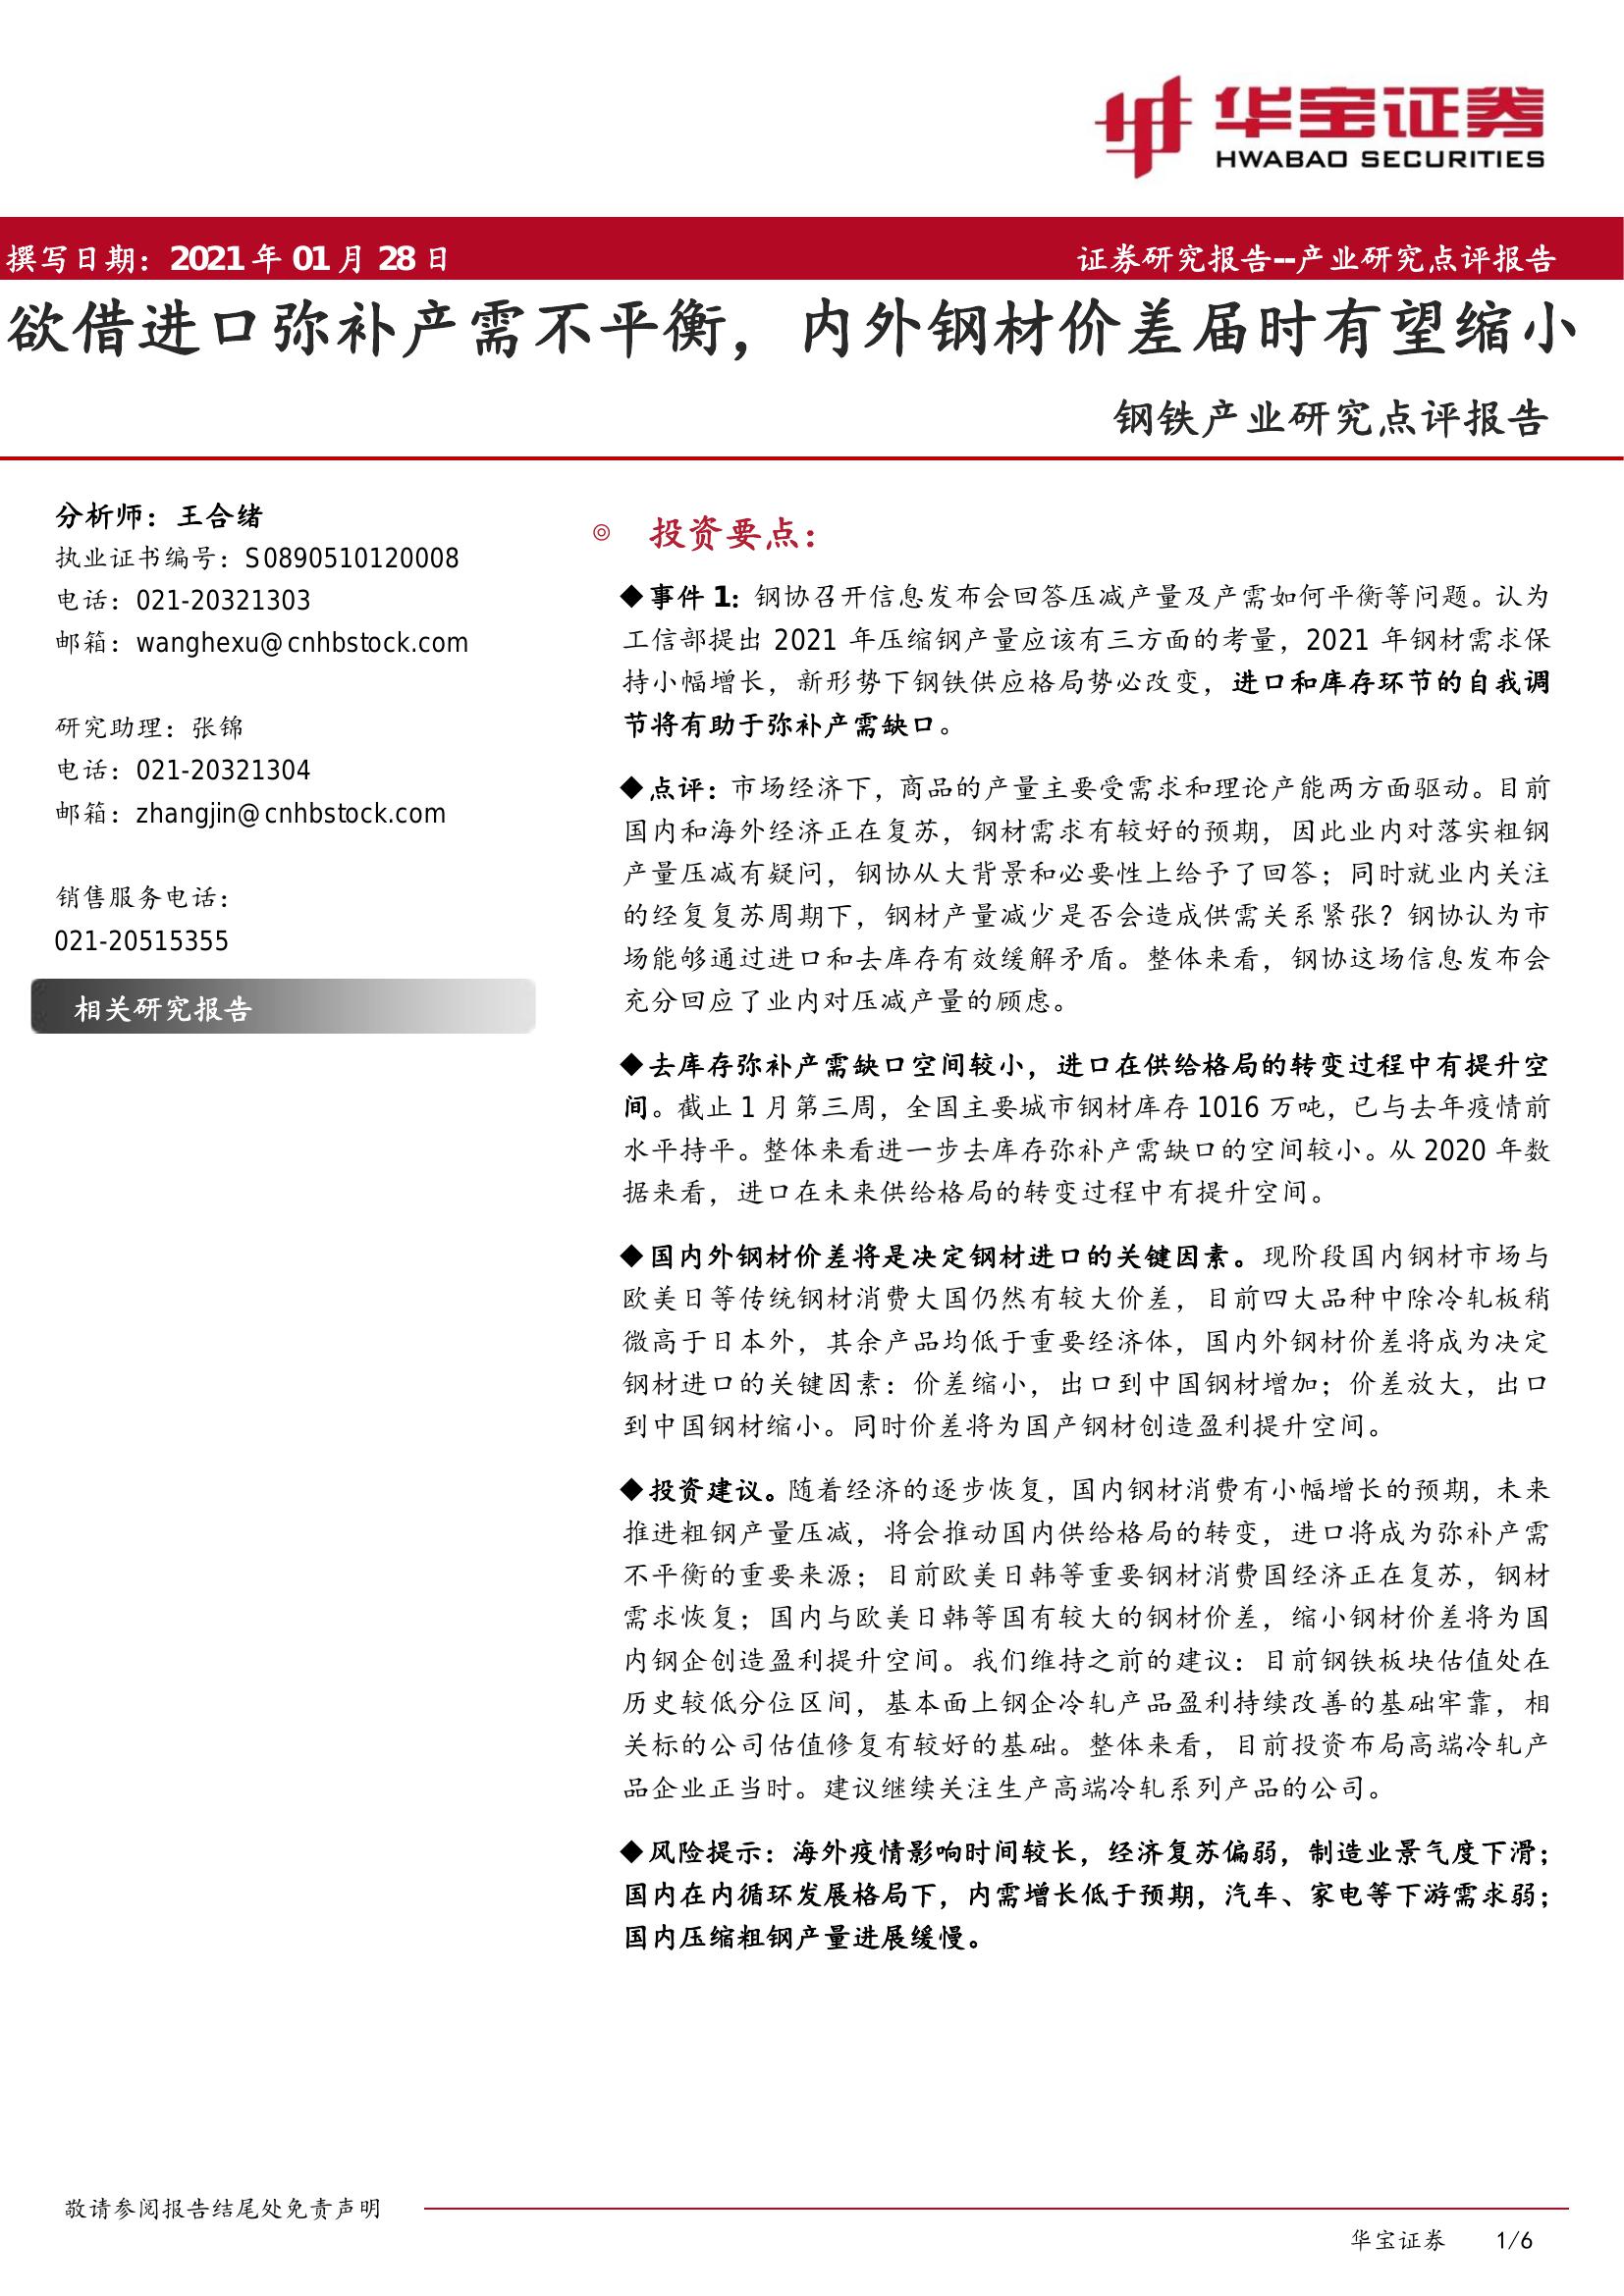 华宝证券
HWABAO SECURITIES
撰写日期：2021 年 01 月 28 日
证券研究报告--产业研究点评报告
欲借进口弥补产需不平衡，内外钢材价差届时有望缩小
钢铁产业研究点评报告
分析师：王合绪
执业证书编号：S0890510120008
电话：021-20321303
邮箱：wanghexu@cnhbstock.com
研究助理：张锦
电话：021-20321304
邮箱：zhangjin@cnhbstock.com
销售服务电话：
021-20515355
相关研究报告
◎ 投资要点：
◆事件 1：钢协召开信息发布会回答压减产量及产需如何平衡等问题。认为
工信部提出 2021 年压缩钢产量应该有三方面的考量，2021 年钢材需求保
持小幅增长，新形势下钢铁供应格局势必改变，进口和库存环节的自我调
节将有助于弥补产需缺口。
◆点评：市场经济下，商品的产量主要受需求和理论产能两方面驱动。目前
国内和海外经济正在复苏，钢材需求有较好的预期，因此业内对落实粗钢
产量压减有疑问，钢协从大背景和必要性上给予了回答；同时就业内关注
的经复复苏周期下，钢材产量减少是否会造成供需关系紧张？钢协认为市
场能够通过进口和去库存有效缓解矛盾。整体来看，钢协这场信息发布会
充分回应了业内对压减产量的顾虑。
◆去库存弥补产需缺口空间较小，进口在供给格局的转变过程中有提升空
间。截止 1 月第三周，全国主要城市钢材库存 1016 万吨，已与去年疫情前
水平持平。整体来看进一步去库存弥补产需缺口的空间较小。从 2020 年数
据来看，进口在未来供给格局的转变过程中有提升空间。
◆国内外钢材价差将是决定钢材进口的关键因素。现阶段国内钢材市场与
欧美日等传统钢材消费大国仍然有较大价差，目前四大品种中除冷轧板稍
微高于日本外，其余产品均低于重要经济体，国内外钢材价差将成为决定
钢材进口的关键因素：价差缩小，出口到中国钢材增加；价差放大，出口
到中国钢材缩小。同时价差将为国产钢材创造盈利提升空间。
◆投资建议。随着经济的逐步恢复，国内钢材消费有小幅增长的预期，未来
推进粗钢产量压减，将会推动国内供给格局的转变，进口将成为弥补产需
不平衡的重要来源；目前欧美日韩等重要钢材消费国经济正在复苏，钢材
需求恢复；国内与欧美日韩等国有较大的钢材价差，缩小钢材价差将为国
内钢企创造盈利提升空间。我们维持之前的建议：目前钢铁板块估值处在
历史较低分位区间，基本面上钢企冷轧产品盈利持续改善的基础牢靠，相
关标的公司估值修复有较好的基础。整体来看，目前投资布局高端冷轧产
品企业正当时。建议继续关注生产高端冷轧系列产品的公司。
◆风险提示：海外疫情影响时间较长，经济复苏偏弱，制造业景气度下滑；
国内在内循环发展格局下，内需增长低于预期，汽车、家电等下游需求弱；
国内压缩粗钢产量进展缓慢。
敬请参阅报告结尾处免责声明
华宝证券 1/6